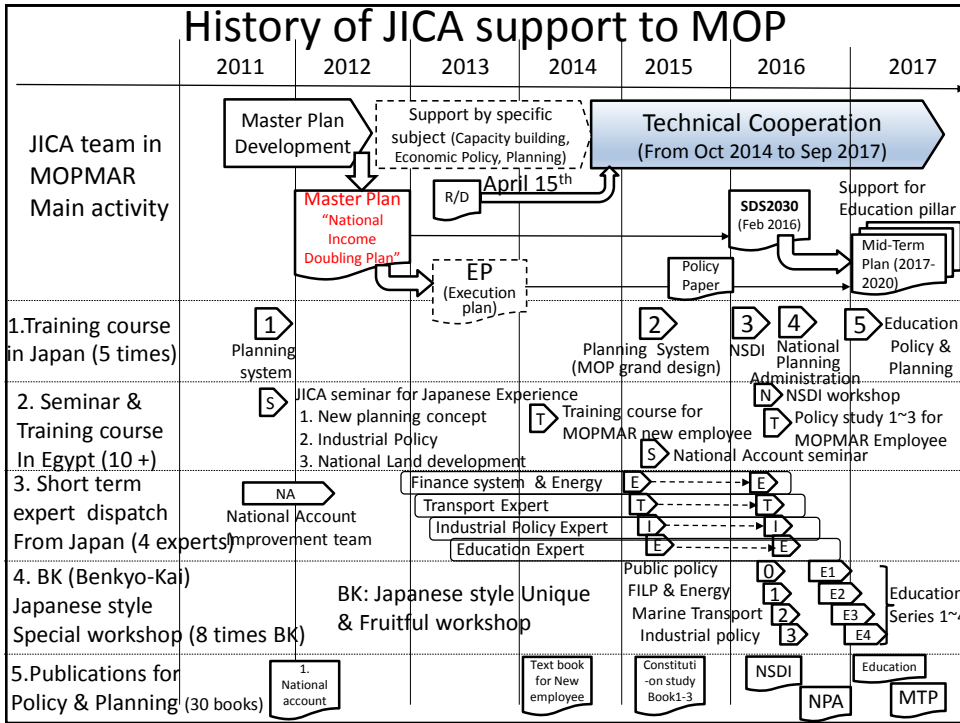 History of JICA support to MOP
2011 2012 2013 2014 2015 2016 2017
JICA team in
MOPMAR
Main activity
Master Plan
Development
Support by specific
subject (Capacity building,
Economic Policy, Planning)
Technical Cooperation
(From Oct 2014 to Sep 2017)
R/D
April 15th
Master Plan
"National
Income
Doubling Plan"
EP
(Execution
plan)
Policy
Paper
SDS2030
(Feb 2016)
Support for
Education pillar
Mid-Term
Plan (2017-
2020)
1.Training course
in Japan (5 times)
1
Planning
system
2
Planning System
(MOP grand design)
3
NSDI
4
National
Planning
Administration
5
Education
Policy &
Planning
2. Seminar &
Training course
In Egypt (10 +)
S
JICA seminar for Japanese Experience
1. New planning concept
2. Industrial Policy
3. National Land development
T
Training course for
MOPMAR new employee
S
National Account seminar
N
NSDI workshop
T
Policy study 1~3 for
MOPMAR Employee
3. Short term
expert dispatch
From Japan (4 experts)
NA
National Account
Improvement team
Finance system & Energy E E
Transport Expert T T
Industrial Policy Expert I I
Education Expert E E
4. BK (Benkyo-Kai)
Japanese style
Special workshop (8 times BK)
BK: Japanese style Unique
& Fruitful workshop
Public policy 0
FILP & Energy 1
Marine Transport 2
Industrial policy 3
E1
E2
E3
E4
Education
Series 1~4
5.Publications for
Policy & Planning (30 books)
1.
National
account
Text book
for New
employee
Constituti
-on study
Book1-3
NSDI
NPA
Education
MTP